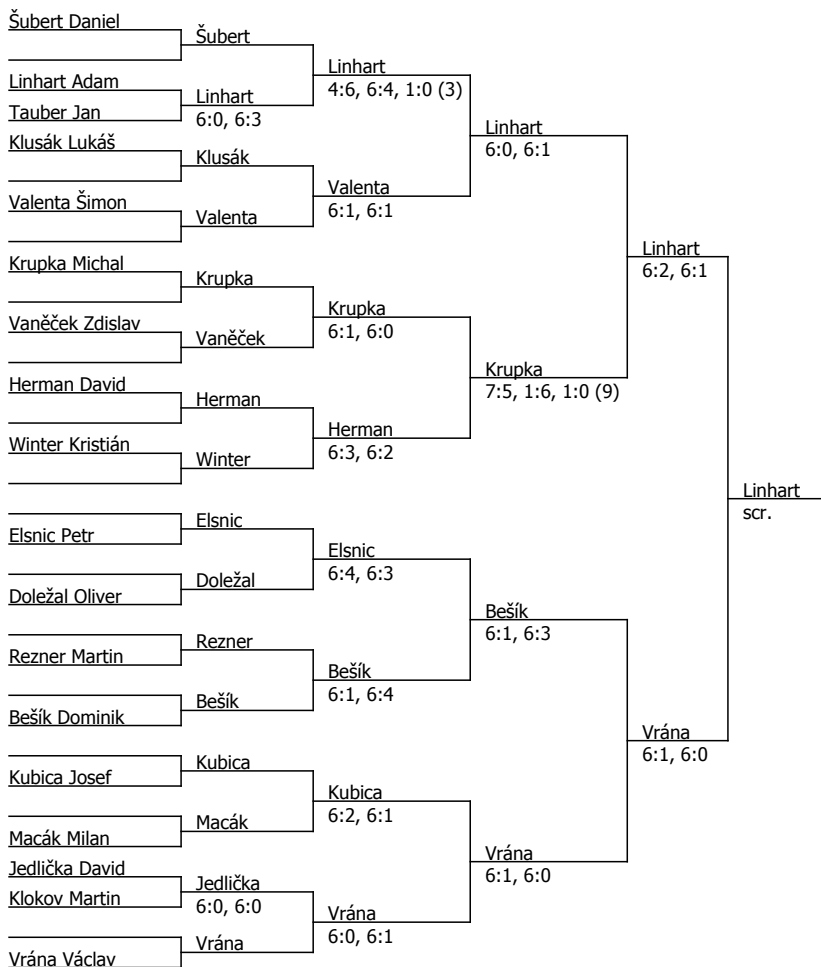 Šubert Daniel
Šubert
Linhart
4:6, 6:4, 1:0 (3)
Linhart Adam
Linhart
6:0, 6:3
Tauber Jan
Linhart
6:0, 6:1
Klusák Lukáš
Klusák
Valenta
6:1, 6:1
Valenta Šimon
Valenta
Linhart
6:2, 6:1
Krupka Michal
Krupka
Krupka
6:1, 6:0
Vaněček Zdislav
Vaněček
Krupka
7:5, 1:6, 1:0 (9)
Herman David
Herman
Herman
6:3, 6:2
Winter Kristián
Winter
Linhart
scr.
Elsnic
Elsnic Petr
Elsnic
6:4, 6:3
Doležal
Doležal Oliver
Bešík
6:1, 6:3
Rezner
Rezner Martin
Bešík
6:1, 6:4
Bešík
Bešík Dominik
Vrána
6:1, 6:0
Kubica
Kubica Josef
Kubica
6:2, 6:1
Macák
Macák Milan
Vrána
6:1, 6:0
Jedlička David
Jedlička
6:0, 6:0
Klokov Martin
Vrána
6:0, 6:1
Vrána
Vrána Václav